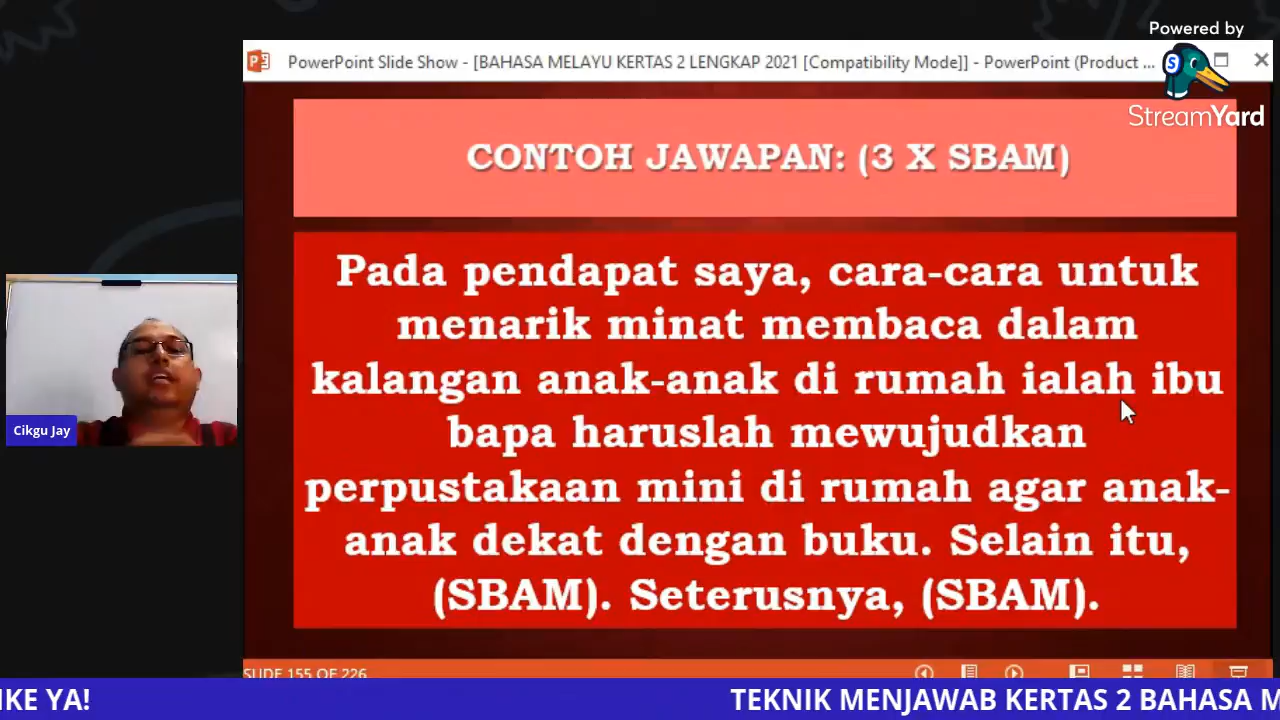 Powered by
StreamYard
PowerPoint Slide Show - [BAHASA MELAYU KERTAS 2 LENGKAP 2021 [Compatibility Mode]] - PowerPoint (Product ...
CONTOH JAWAPAN: (3 X SBAM)
Pada pendapat saya, cara-cara untuk
menarik minat membaca dalam
kalangan anak-anak di rumah ialah ibu
bapa haruslah mewujudkan
perpustakaan mini di rumah agar anak-
anak dekat dengan buku. Selain itu,
(SBAM). Seterusnya, (SBAM).
Cikgu Jay
SLIDE 155 OF 226
IKE YA!
TEKNIK MENJAWAB KERTAS 2 BAHASA M